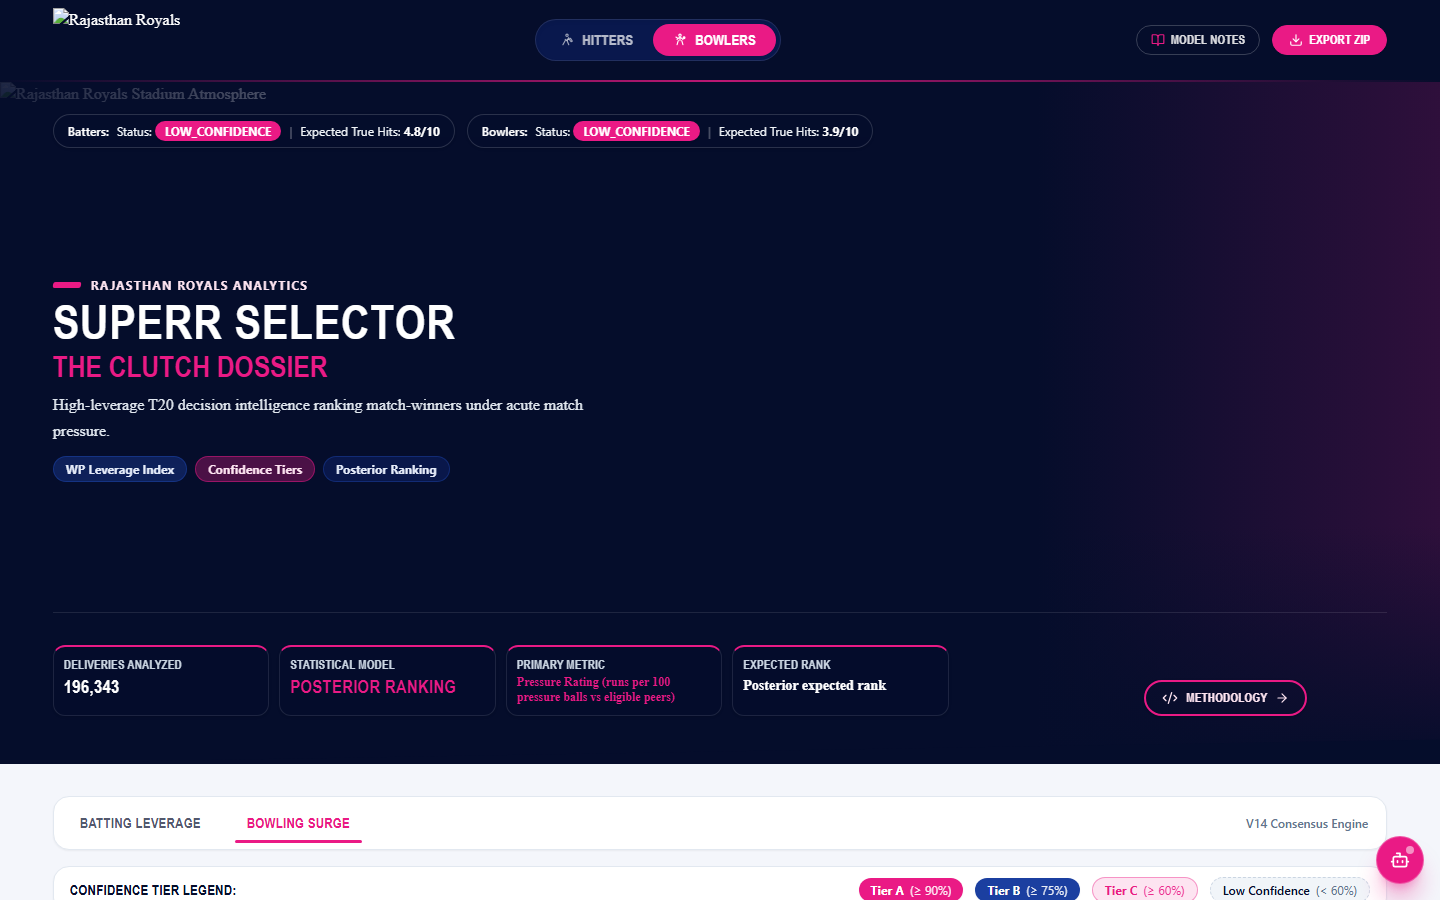 Rajasthan Royals
HITTERS
BOWLERS
MODEL NOTES
EXPORT ZIP
Rajasthan Royals Stadium Atmosphere
Batters: Status: LOW_CONFIDENCE | Expected True Hits: 4.8/10
Bowlers: Status: LOW_CONFIDENCE | Expected True Hits: 3.9/10
RAJASTHAN ROYALS ANALYTICS
SUPERR SELECTOR
THE CLUTCH DOSSIER
High-leverage T20 decision intelligence ranking match-winners under acute match
pressure.
WP Leverage Index
Confidence Tiers
Posterior Ranking
DELIVERIES ANALYZED
196,343
STATISTICAL MODEL
POSTERIOR RANKING
PRIMARY METRIC
Pressure Rating (runs per 100
pressure balls vs eligible peers)
EXPECTED RANK
Posterior expected rank
METHODOLOGY
BATTING LEVERAGE
BOWLING SURGE
V14 Consensus Engine
CONFIDENCE TIER LEGEND:
Tier A (≥ 90%)
Tier B (≥ 75%)
Tier C (≥ 60%)
Low Confidence (< 60%)